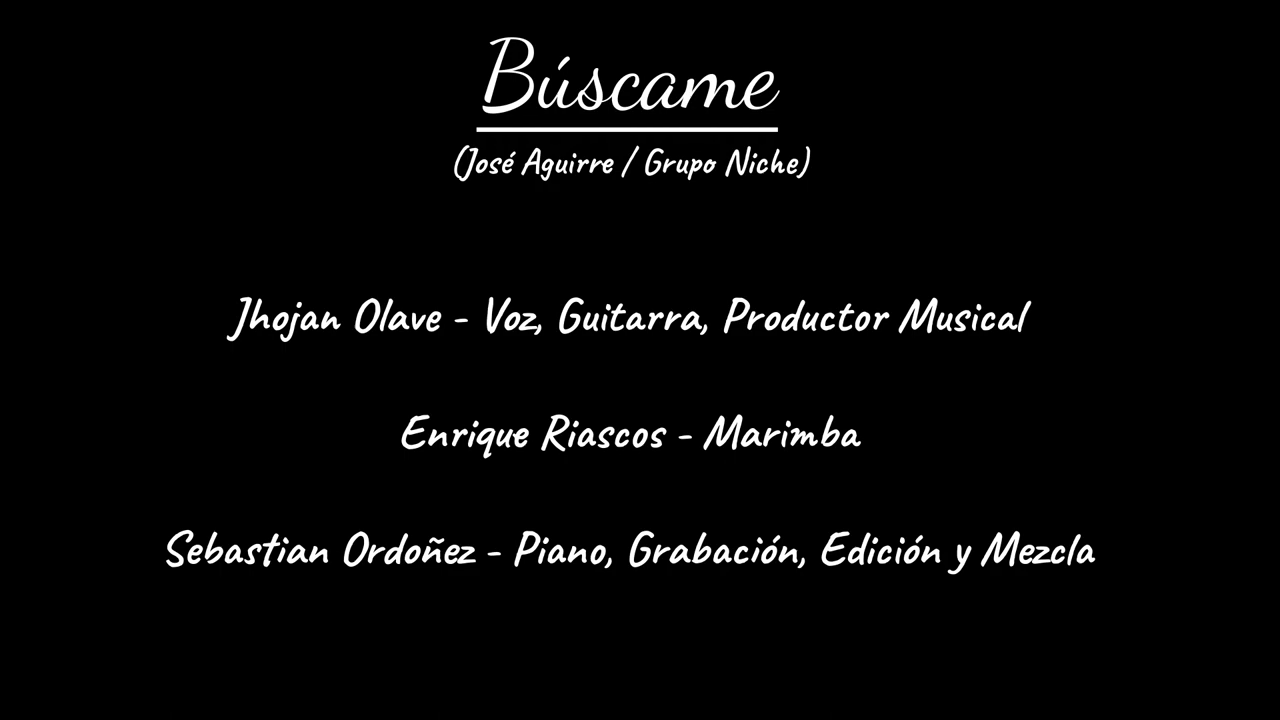 Búscame
(José Aguirre / Grupo Niche)
Jhojan Olave - Voz, Guitarra, Productor Musical
Enrique Riascos - Marimba
Sebastian Ordoñez - Piano, Grabación, Edición y Mezcla